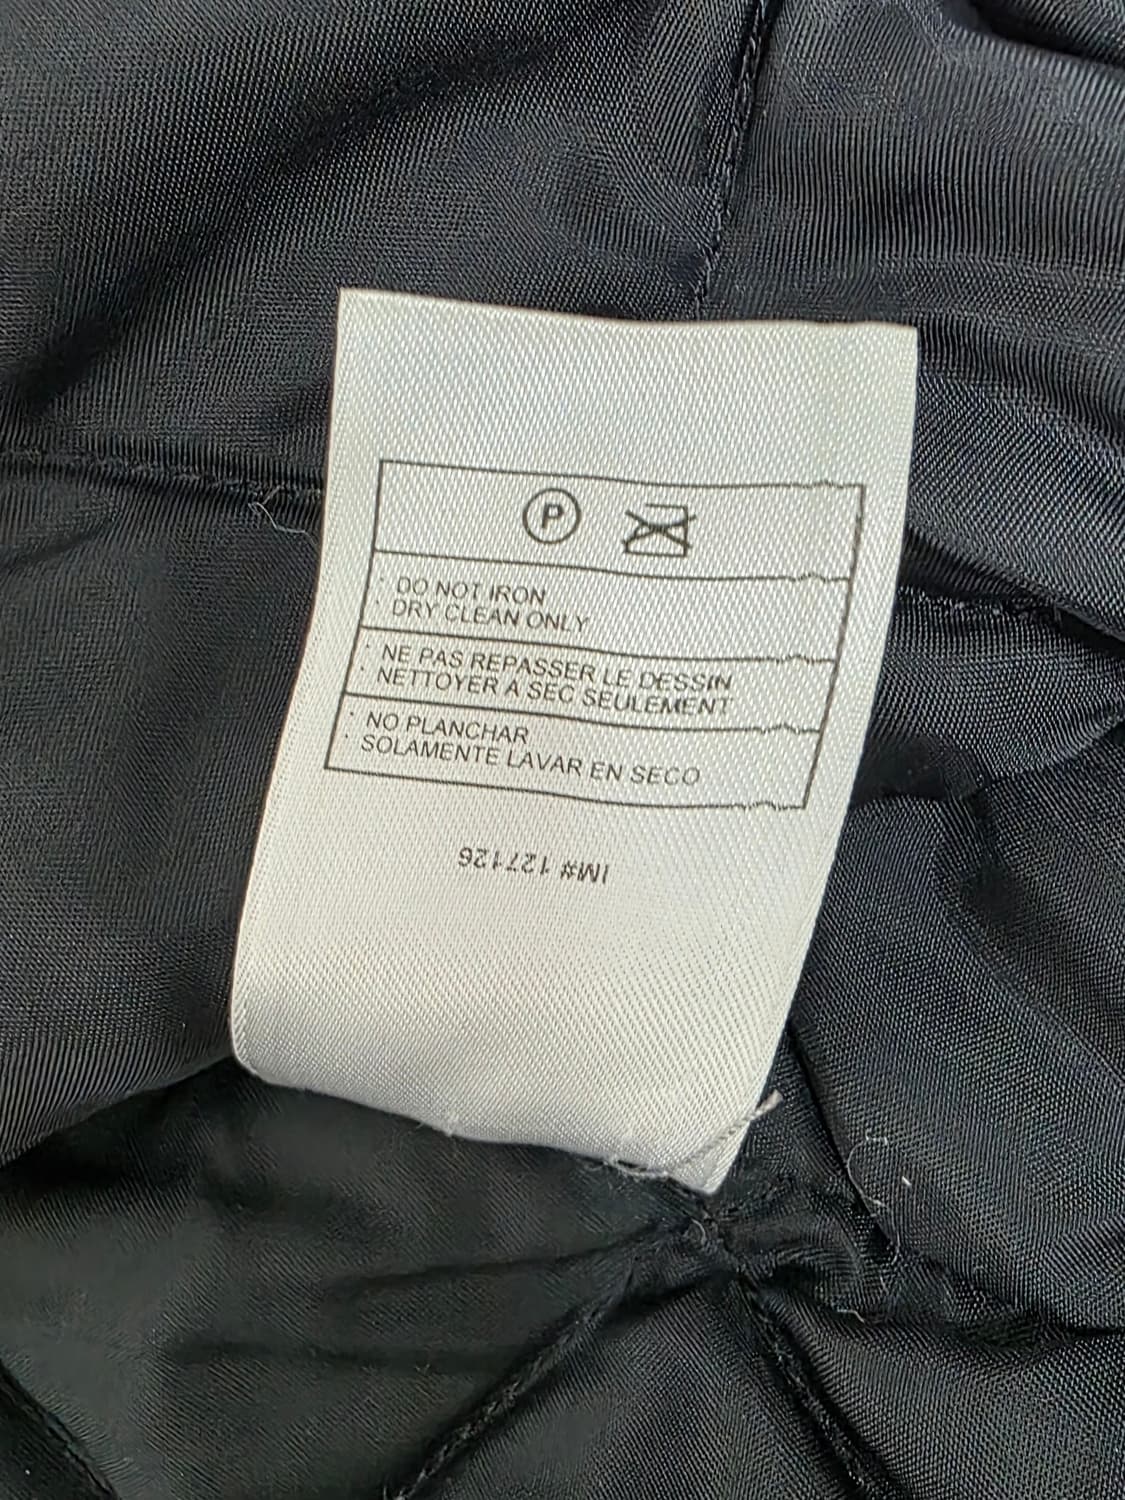 P
· DO NOT IRON
· DRY CLEAN ONLY
· NE PAS REPASSER LE DESSIN
· NETTOYER A SEC SEULEMENT
· NO PLANCHAR
· SOLAMENTE LAVAR EN SECO
IM# 127126